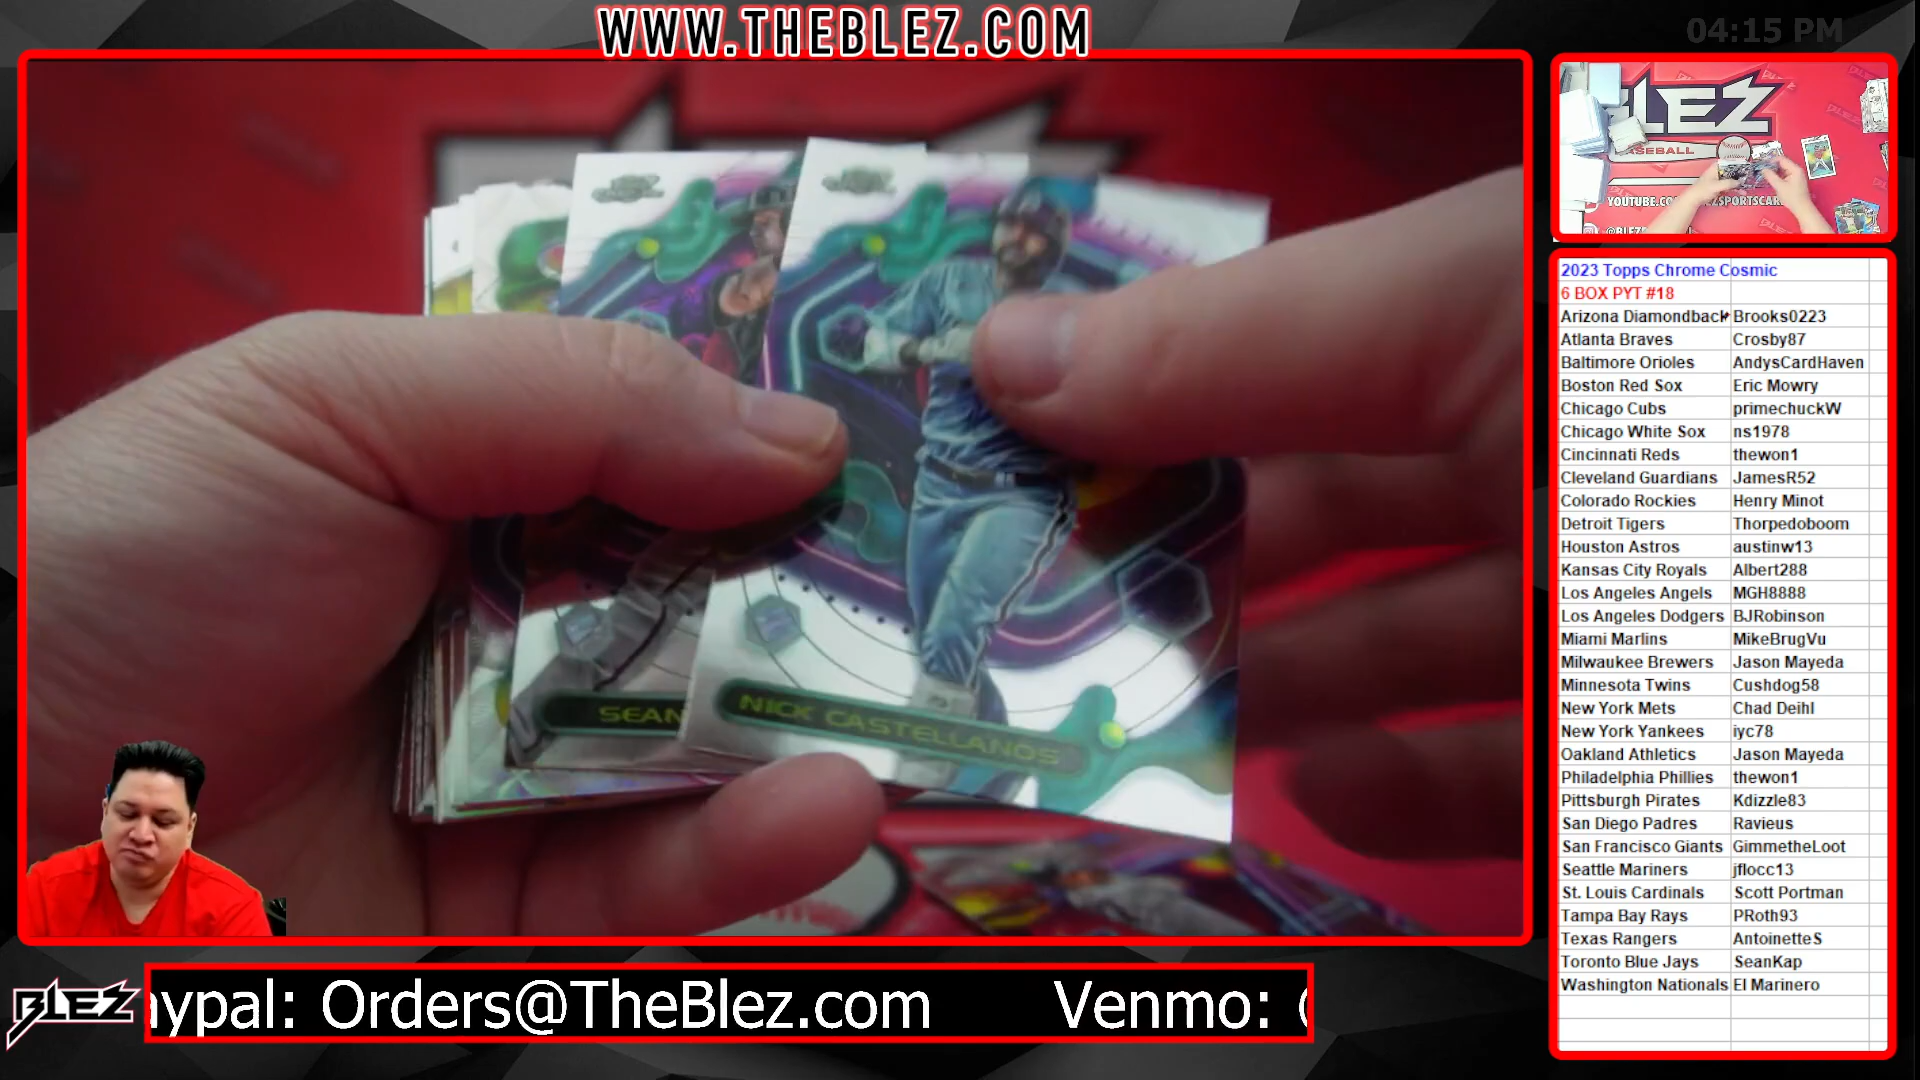 WWW.THEBLEZ.COM
04:15 PM
BLEZ
BASEBALL
NICK CASTELLANOS
SEAN
2023 Topps Chrome Cosmic
6 BOX PYT #18
Arizona Diamondback Brooks0223
Atlanta Braves Crosby87
Baltimore Orioles AndysCardHaven
Boston Red Sox Eric Mowry
Chicago Cubs primechuckW
Chicago White Sox ns1978
Cincinnati Reds thewon1
Cleveland Guardians JamesR52
Colorado Rockies Henry Minot
Detroit Tigers Thorpedoboom
Houston Astros austinw13
Kansas City Royals Albert288
Los Angeles Angels MGH8888
Los Angeles Dodgers BJRobinson
Miami Marlins MikeBrugVu
Milwaukee Brewers Jason Mayeda
Minnesota Twins Cushdog58
New York Mets Chad Deihl
New York Yankees iyc78
Oakland Athletics Jason Mayeda
Philadelphia Phillies thewon1
Pittsburgh Pirates Kdizzle83
San Diego Padres Ravieus
San Francisco Giants GimmetheLoot
Seattle Mariners jflocc13
St. Louis Cardinals Scott Portman
Tampa Bay Rays PRoth93
Texas Rangers AntoinetteS
Toronto Blue Jays SeanKap
Washington Nationals El Marinero
BLEZ
aypal: Orders@TheBlez.com Venmo: